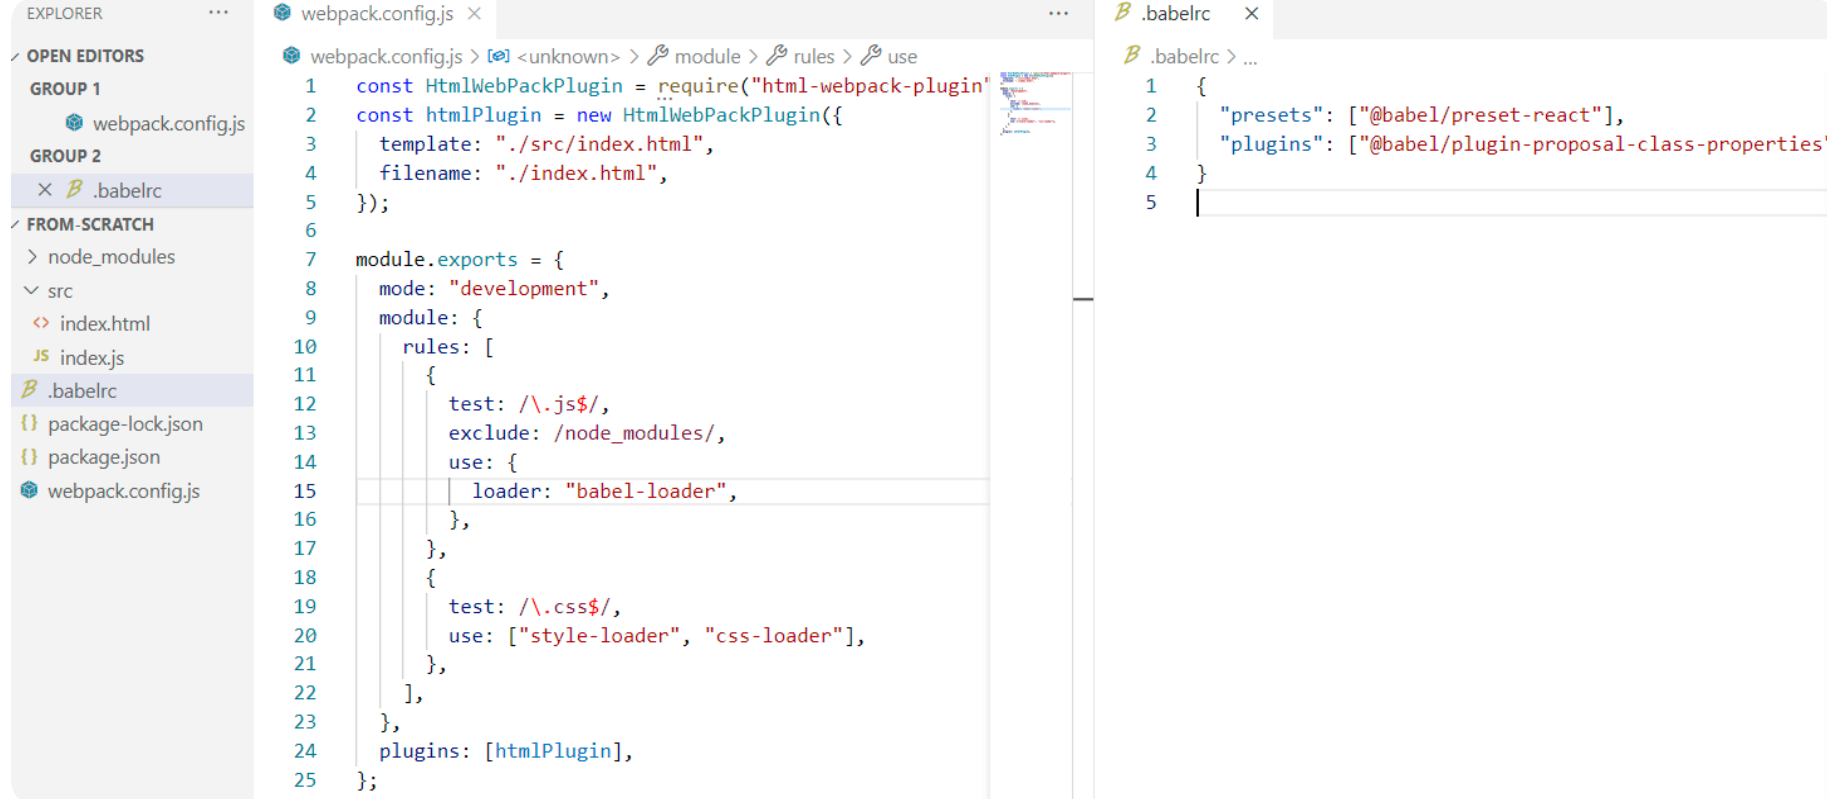 EXPLORER ...
OPEN EDITORS
GROUP 1
webpack.config.js
GROUP 2
.babelrc
FROM-SCRATCH
node_modules
src
index.html
JS index.js
.babelrc
{} package-lock.json
{} package.json
webpack.config.js
webpack.config.js
webpack.config.js > <unknown> > module > rules > use
1 const HtmlWebPackPlugin = require("html-webpack-plugin"
2 const htmlPlugin = new HtmlWebPackPlugin({
3 template: "./src/index.html",
4 filename: "./index.html",
5 });
6
7 module.exports = {
8 mode: "development",
9 module: {
10 rules: [
11 {
12 test: /\.js$/,
13 exclude: /node_modules/,
14 use: {
15 loader: "babel-loader",
16 },
17 },
18 {
19 test: /\.css$/,
20 use: ["style-loader", "css-loader"],
21 },
22 ],
23 },
24 plugins: [htmlPlugin],
25 };
.babelrc
.babelrc > ...
1 {
2 "presets": ["@babel/preset-react"],
3 "plugins": ["@babel/plugin-proposal-class-properties"
4 }
5